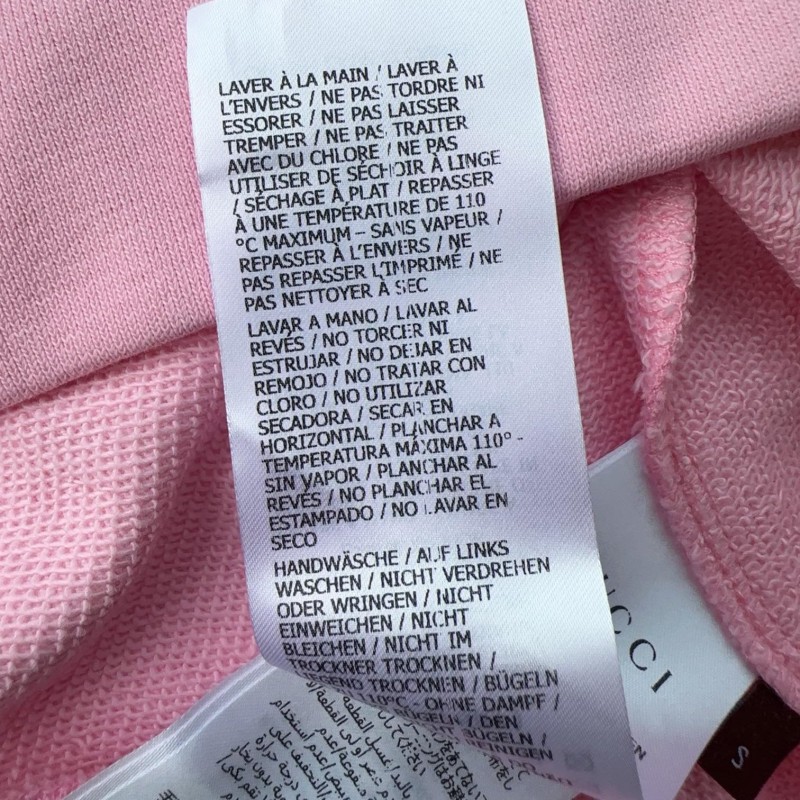 LAVER À LA MAIN / LAVER À
L'ENVERS / NE PAS TORDRE NI
ESSORER / NE PAS LAISSER
TREMPER / NE PAS TRAITER
AVEC DU CHLORE / NE PAS
UTILISER DE SÉCHOIR À LINGE
/ SÉCHAGE À PLAT / REPASSER
À UNE TEMPÉRATURE DE 110
°C MAXIMUM – SANS VAPEUR /
REPASSER À L'ENVERS / NE
PAS REPASSER L'IMPRIMÉ / NE
PAS NETTOYER À SEC
LAVAR A MANO / LAVAR AL
REVÉS / NO TORCER NI
ESTRUJAR / NO DEJAR EN
REMOJO / NO TRATAR CON
CLORO / NO UTILIZAR
SECADORA / SECAR EN
HORIZONTAL / PLANCHAR A
TEMPERATURA MÁXIMA 110° -
SIN VAPOR / PLANCHAR AL
REVÉS / NO PLANCHAR EL
ESTAMPADO / NO LAVAR EN
SECO
HANDWÄSCHE / AUF LINKS
WASCHEN / NICHT VERDREHEN
ODER WRINGEN / NICHT
EINWEICHEN / NICHT
BLEICHEN / NICHT IM
TROCKNER TROCKNEN /
TROCKNEN / BÜGELN
OHNE DAMPF /
/ DEN
BÜGELN /
UCCI
S